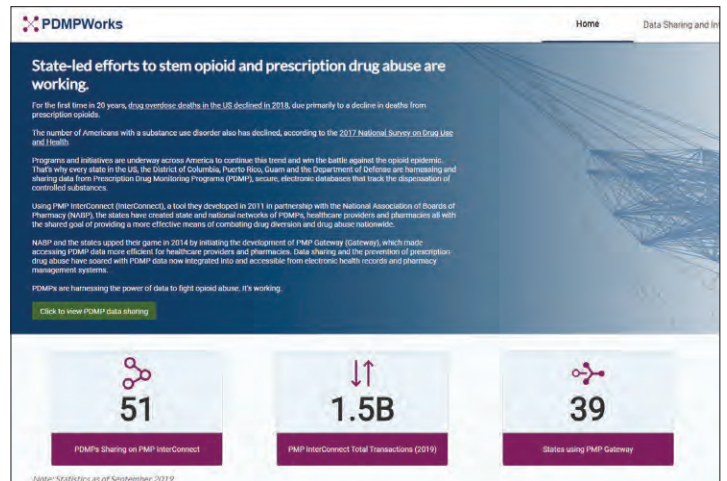 PDMPWorks
Home
Data Sharing and Int
State-led efforts to stem opioid and prescription drug abuse are
working.
For the first time in 20 years, drug overdose deaths in the US declined in 2018, due primarily to a decline in deaths from
prescription opioids.
The number of Americans with a substance use disorder also has declined, according to the 2017 National Survey on Drug Use
and Health.
Programs and initiatives are underway across America to continue this trend and win the battle against the opioid epidemic.
That's why every state in the US, the District of Columbia, Puerto Rico, Guam and the Department of Defense are harnessing and
sharing data from Prescription Drug Monitoring Programs (PDMP), secure, electronic databases that track the dispensation of
controlled substances.
Using PMP InterConnect (InterConnect), a tool they developed in 2011 in partnership with the National Association of Boards of
Pharmacy (NABP), the states have created state and national networks of PDMPs, healthcare providers and pharmacies all with
the shared goal of providing a more effective means of combating drug diversion and drug abuse nationwide.
NABP and the states upped their game in 2014 by initiating the development of PMP Gateway (Gateway), which made
accessing PDMP data more efficient for healthcare providers and pharmacies. Data sharing and the prevention of prescription
drug abuse have soared with PDMP data now integrated into and accessible from electronic health records and pharmacy
management systems.
PDMPs are harnessing the power of data to fight opioid abuse. It's working.
Click to view PDMP data sharing
51
PDMPs Sharing on PMP InterConnect
1.5B
PMP InterConnect Total Transactions (2019)
39
States using PMP Gateway
Note: Statistics as of September 2019